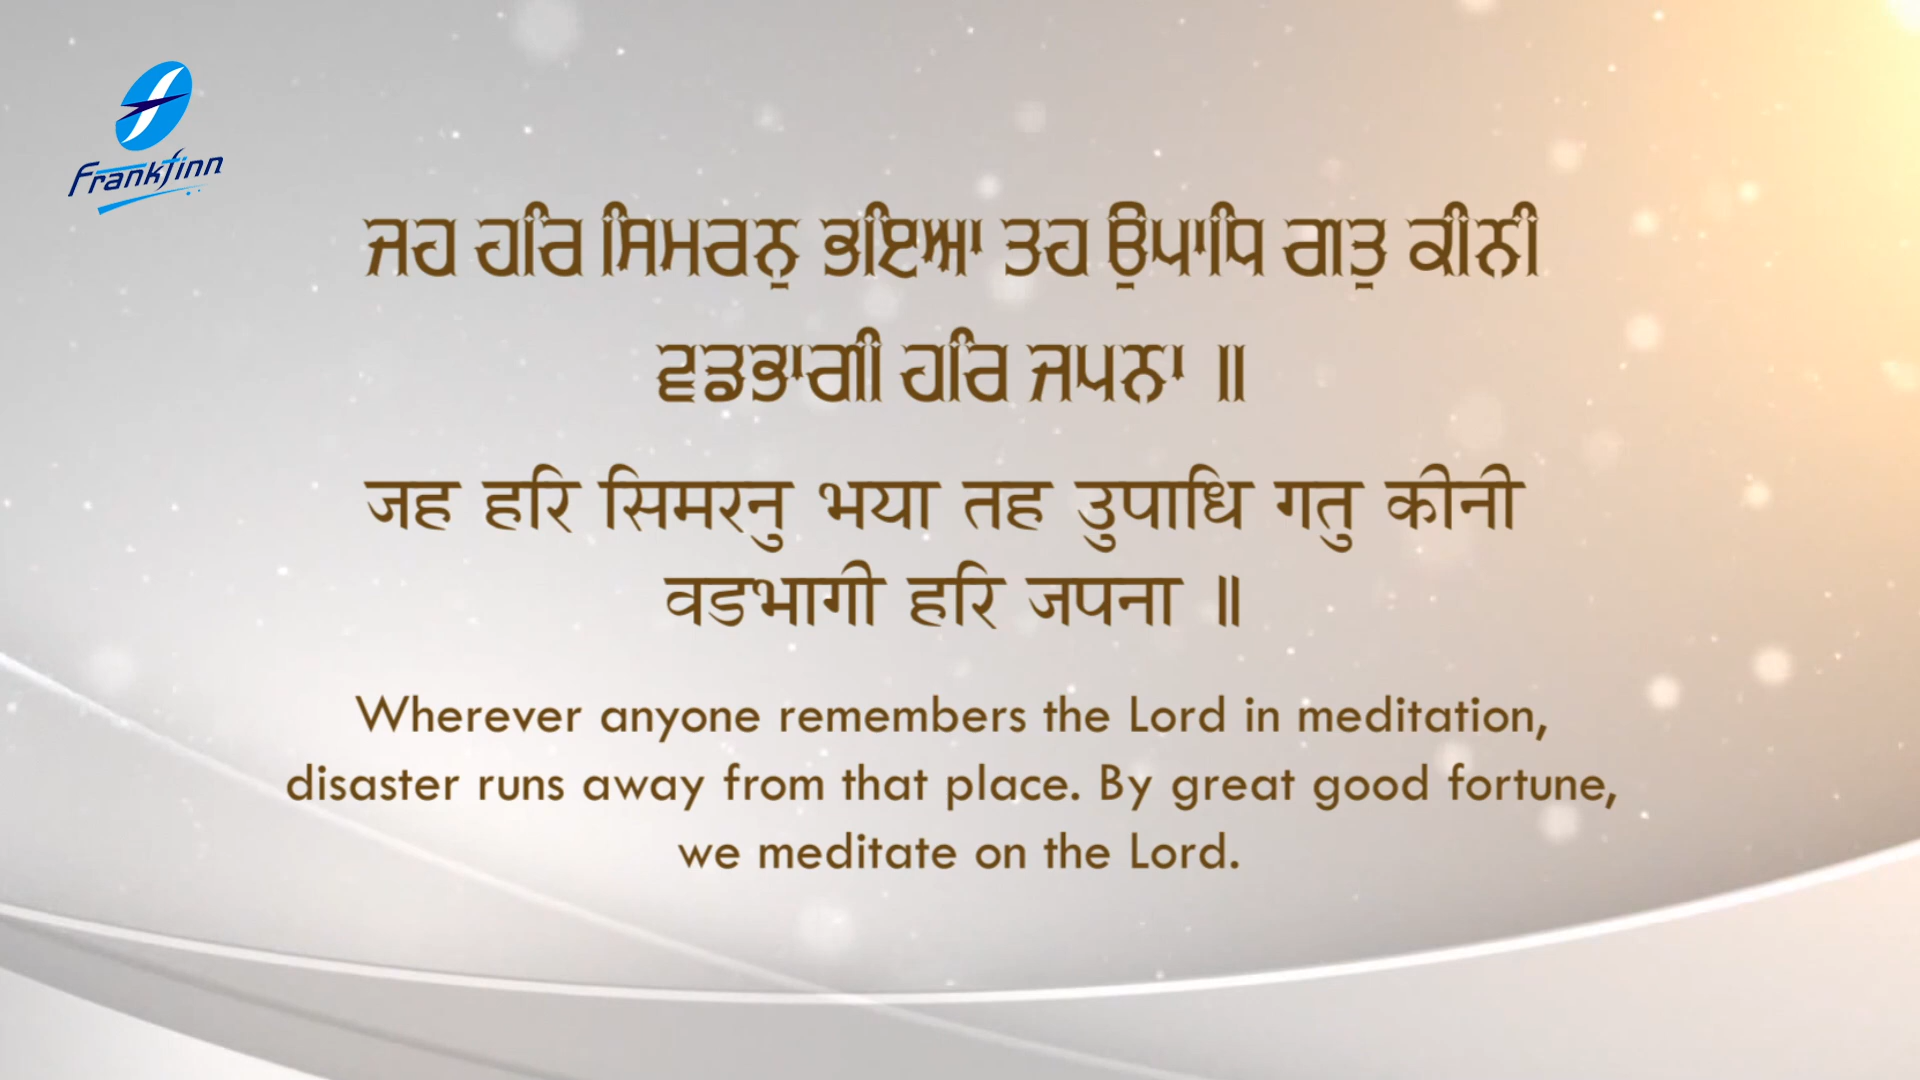 Frankfinn
ਜਹ ਹਰਿ ਸਿਮਰਨੁ ਭਇਆ ਤਹ ਉਪਾਧਿ ਗਤੁ ਕੀਨੀ
ਵਡਭਾਗੀ ਹਰਿ ਜਪਨਾ ॥
जह हरि सिमरनु भया तह उपाधि गतु कीनी
वडभागी हरि जपना ॥
Wherever anyone remembers the Lord in meditation,
disaster runs away from that place. By great good fortune,
we meditate on the Lord.